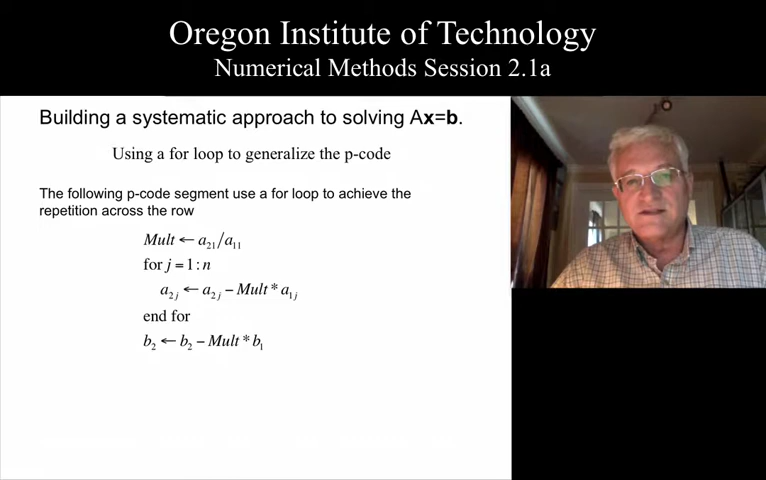 Oregon Institute of Technology
Numerical Methods Session 2.1a
Building a systematic approach to solving Ax=b.
Using a for loop to generalize the p-code
The following p-code segment use a for loop to achieve the
repetition across the row
Mult ← a₂₁/a₁₁
for j = 1 : n
a₂ⱼ ← a₂ⱼ − Mult * a₁ⱼ
end for
b₂ ← b₂ − Mult * b₁